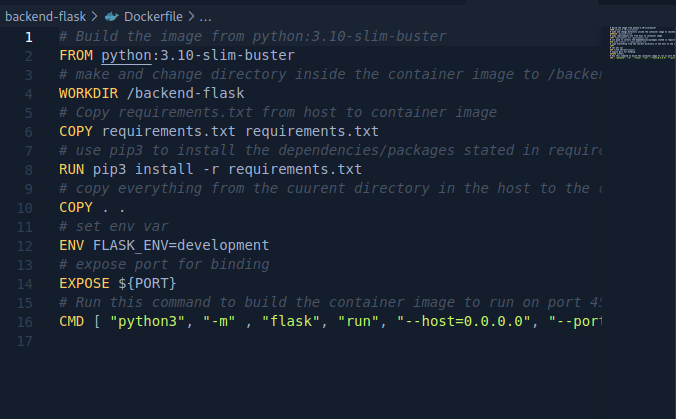 backend-flask > Dockerfile > ...
1 # Build the image from python:3.10-slim-buster
2 FROM python:3.10-slim-buster
3 # make and change directory inside the container image to
4 WORKDIR /backend-flask
5 # Copy requirements.txt from host to container image
6 COPY requirements.txt requirements.txt
7 # use pip3 to install the dependencies/packages stated in
8 RUN pip3 install -r requirements.txt
9 # copy everything from the cuurent directory in the host to the
10 COPY . .
11 # set env var
12 ENV FLASK_ENV=development
13 # expose port for binding
14 EXPOSE ${PORT}
15 # Run this command to build the container image to run on port
16 CMD [ "python3", "-m" , "flask", "run", "--host=0.0.0.0", "--port
17